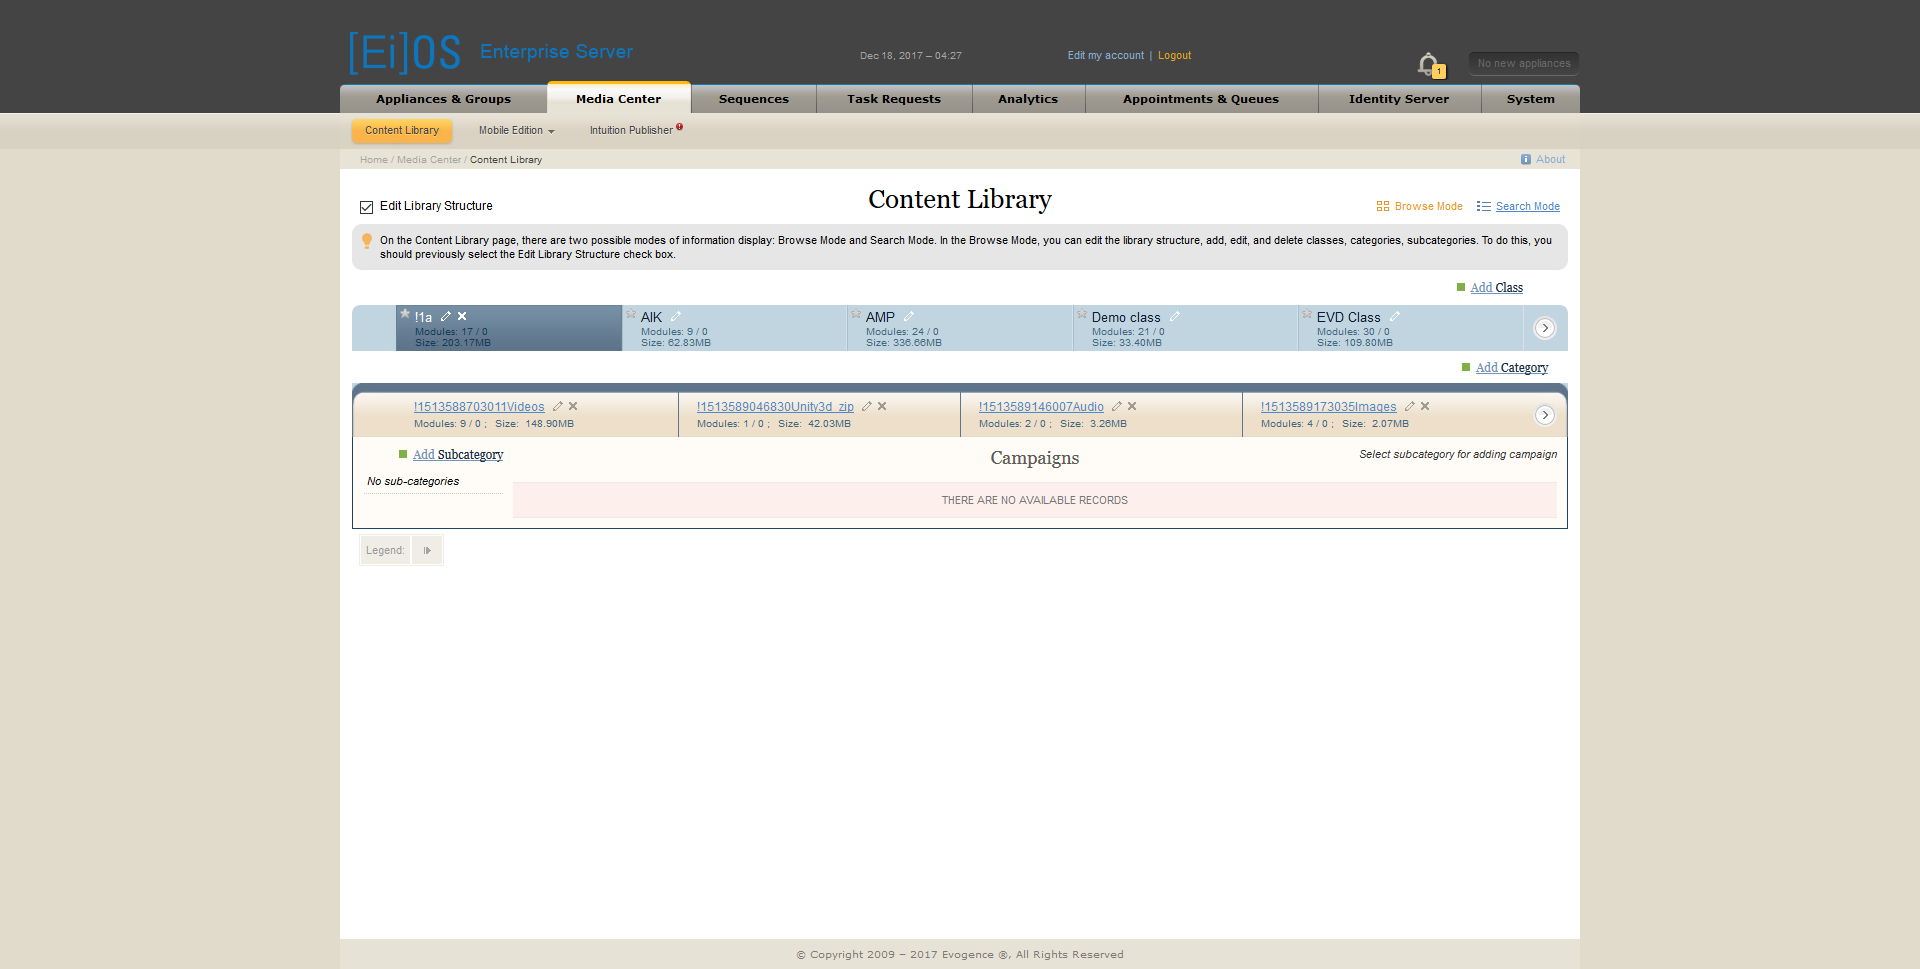 [Ei]OS Enterprise Server
Dec 18, 2017 – 04:27
Edit my account | Logout
1
No new appliances
Appliances & Groups
Media Center
Sequences
Task Requests
Analytics
Appointments & Queues
Identity Server
System
Content Library
Mobile Edition
Intuition Publisher
Home / Media Center / Content Library
About
Edit Library Structure
Content Library
Browse Mode
Search Mode
On the Content Library page, there are two possible modes of information display: Browse Mode and Search Mode. In the Browse Mode, you can edit the library structure, add, edit, and delete classes, categories, subcategories. To do this, you
should previously select the Edit Library Structure check box.
Add Class
!1a
Modules: 17 / 0
Size: 203.17MB
AIK
Modules: 9 / 0
Size: 62.83MB
AMP
Modules: 24 / 0
Size: 336.66MB
Demo class
Modules: 21 / 0
Size: 33.40MB
EVD Class
Modules: 30 / 0
Size: 109.80MB
Add Category
!1513588703011Videos
Modules: 9 / 0 ; Size: 148.90MB
!1513589046830Unity3d_zip
Modules: 1 / 0 ; Size: 42.03MB
!1513589146007Audio
Modules: 2 / 0 ; Size: 3.26MB
!1513589173035Images
Modules: 4 / 0 ; Size: 2.07MB
Add Subcategory
No sub-categories
Campaigns
Select subcategory for adding campaign
THERE ARE NO AVAILABLE RECORDS
Legend:
© Copyright 2009 – 2017 Evogence ®, All Rights Reserved